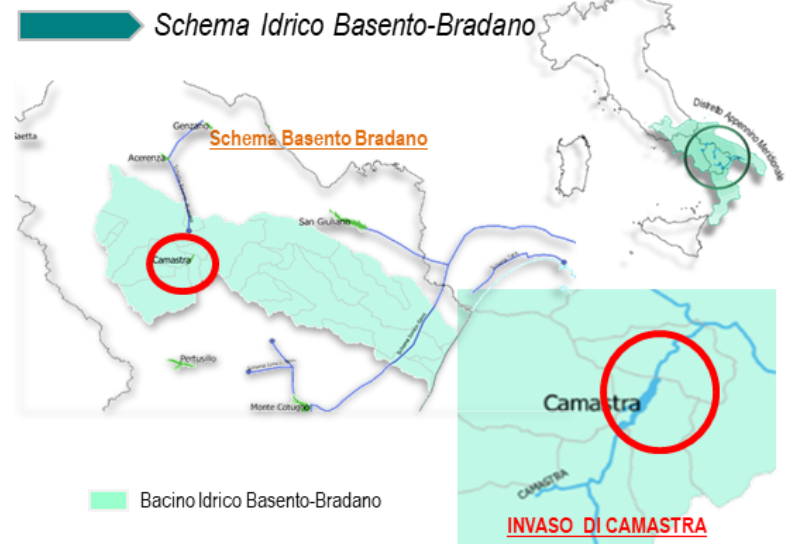 Schema Idrico Basento-Bradano
Distretto Appennino Meridionale
Gaetta
Genzano
Schema Basento Bradano
Acerenza
San Giuliano
Camastra
Pertusillo
Monte Cotugno
Camastra
CAMASTRA
Bacino Idrico Basento-Bradano
INVASO DI CAMASTRA